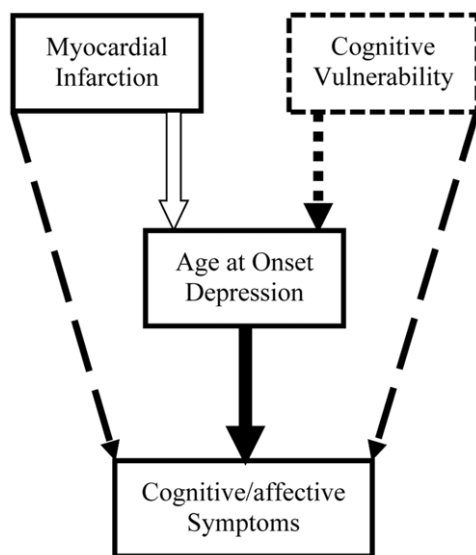 Myocardial
Infarction
Cognitive
Vulnerability
Age at Onset
Depression
Cognitive/affective
Symptoms